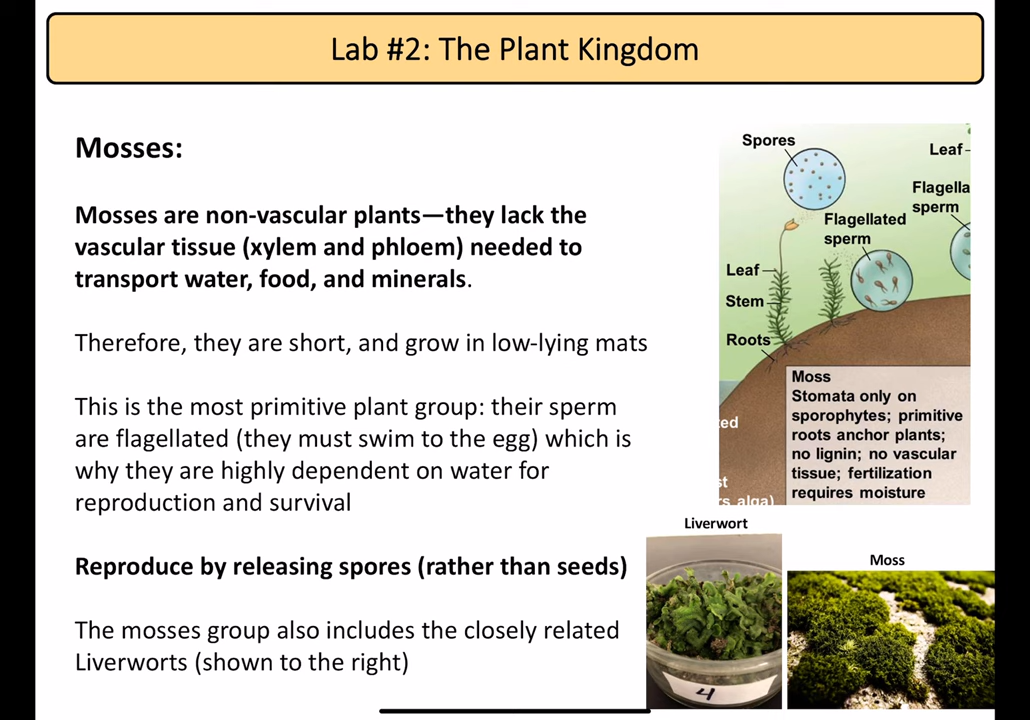 Lab #2: The Plant Kingdom
Mosses:
Mosses are non-vascular plants—they lack the
vascular tissue (xylem and phloem) needed to
transport water, food, and minerals.
Therefore, they are short, and grow in low-lying mats
This is the most primitive plant group: their sperm
are flagellated (they must swim to the egg) which is
why they are highly dependent on water for
reproduction and survival
Reproduce by releasing spores (rather than seeds)
The mosses group also includes the closely related
Liverworts (shown to the right)
Spores
Leaf
Flagella
sperm
Flagellated
sperm
Leaf
Stem
Roots
Moss
Stomata only on
sporophytes; primitive
roots anchor plants;
no lignin; no vascular
tissue; fertilization
requires moisture
ted
st
rs alga)
Liverwort
4
Moss